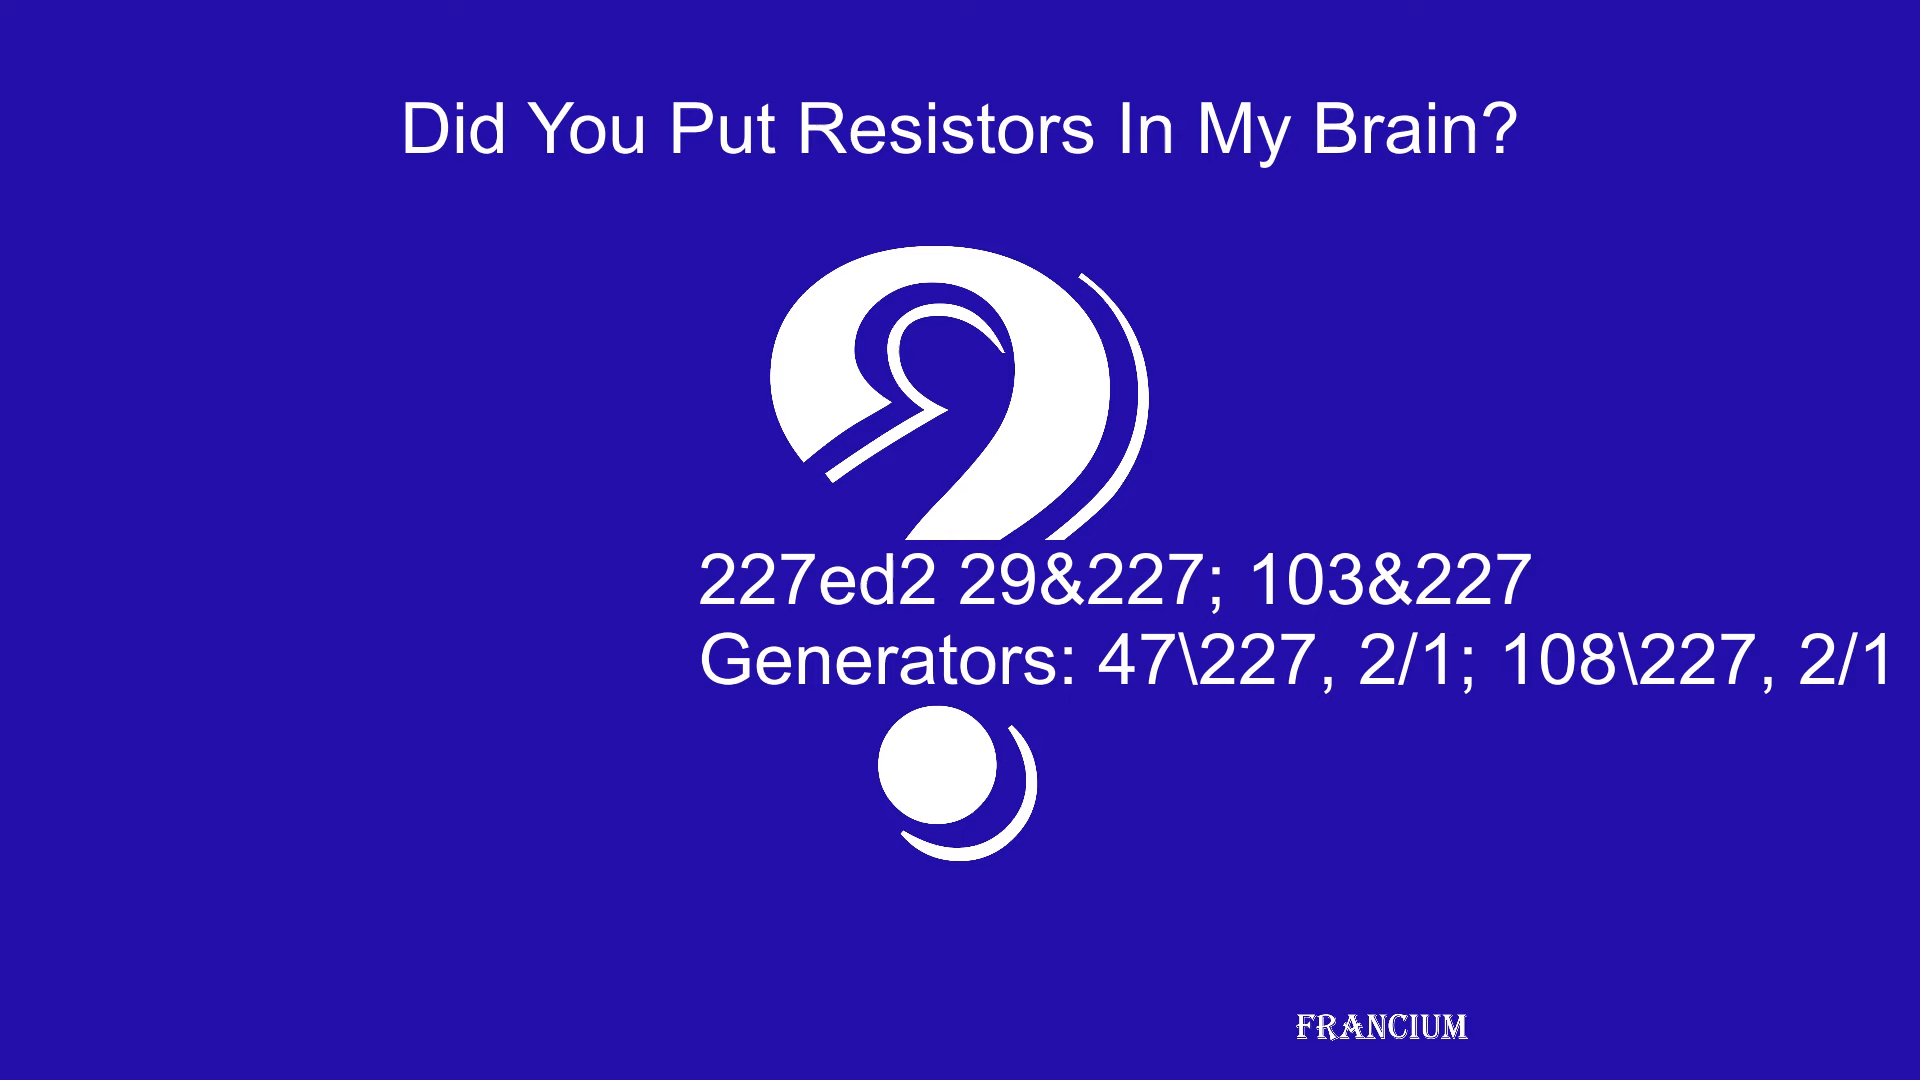 Did You Put Resistors In My Brain?
?
227ed2 29&227; 103&227
Generators: 47\227, 2/1; 108\227, 2/1
FRANCIUM